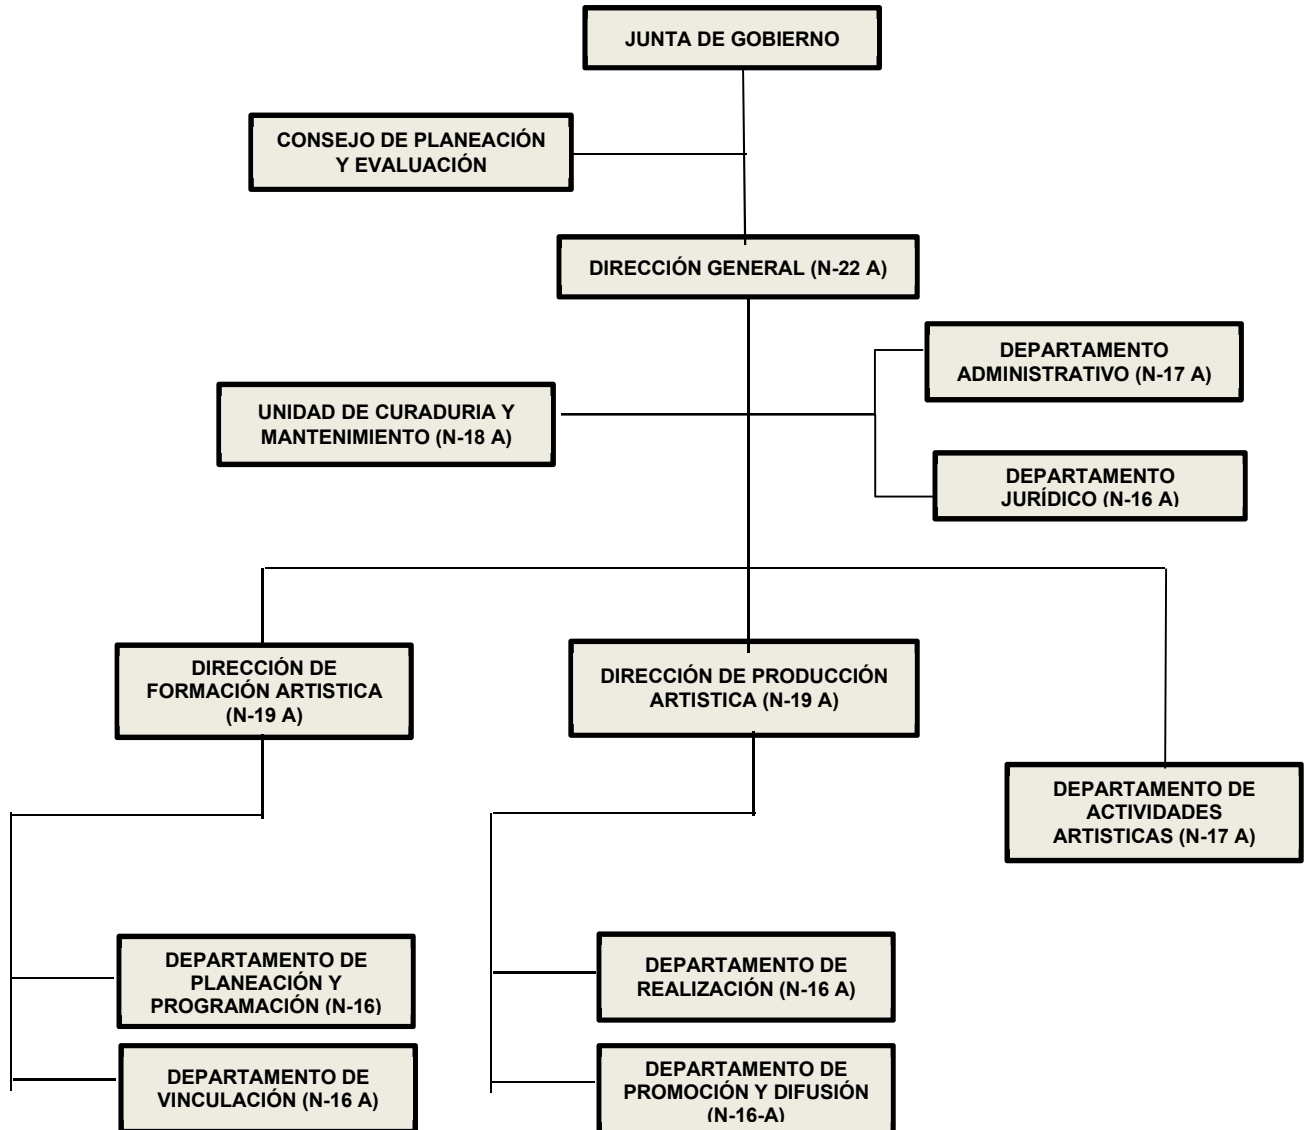 JUNTA DE GOBIERNO
CONSEJO DE PLANEACIÓN
Y EVALUACIÓN
DIRECCIÓN GENERAL (N-22 A)
DEPARTAMENTO
ADMINISTRATIVO (N-17 A)
UNIDAD DE CURADURIA Y
MANTENIMIENTO (N-18 A)
DEPARTAMENTO
JURÍDICO (N-16 A)
DIRECCIÓN DE
FORMACIÓN ARTISTICA
(N-19 A)
DIRECCIÓN DE PRODUCCIÓN
ARTISTICA (N-19 A)
DEPARTAMENTO DE
ACTIVIDADES
ARTISTICAS (N-17 A)
DEPARTAMENTO DE
PLANEACIÓN Y
PROGRAMACIÓN (N-16)
DEPARTAMENTO DE
REALIZACIÓN (N-16 A)
DEPARTAMENTO DE
VINCULACIÓN (N-16 A)
DEPARTAMENTO DE
PROMOCIÓN Y DIFUSIÓN
(N-16-A)